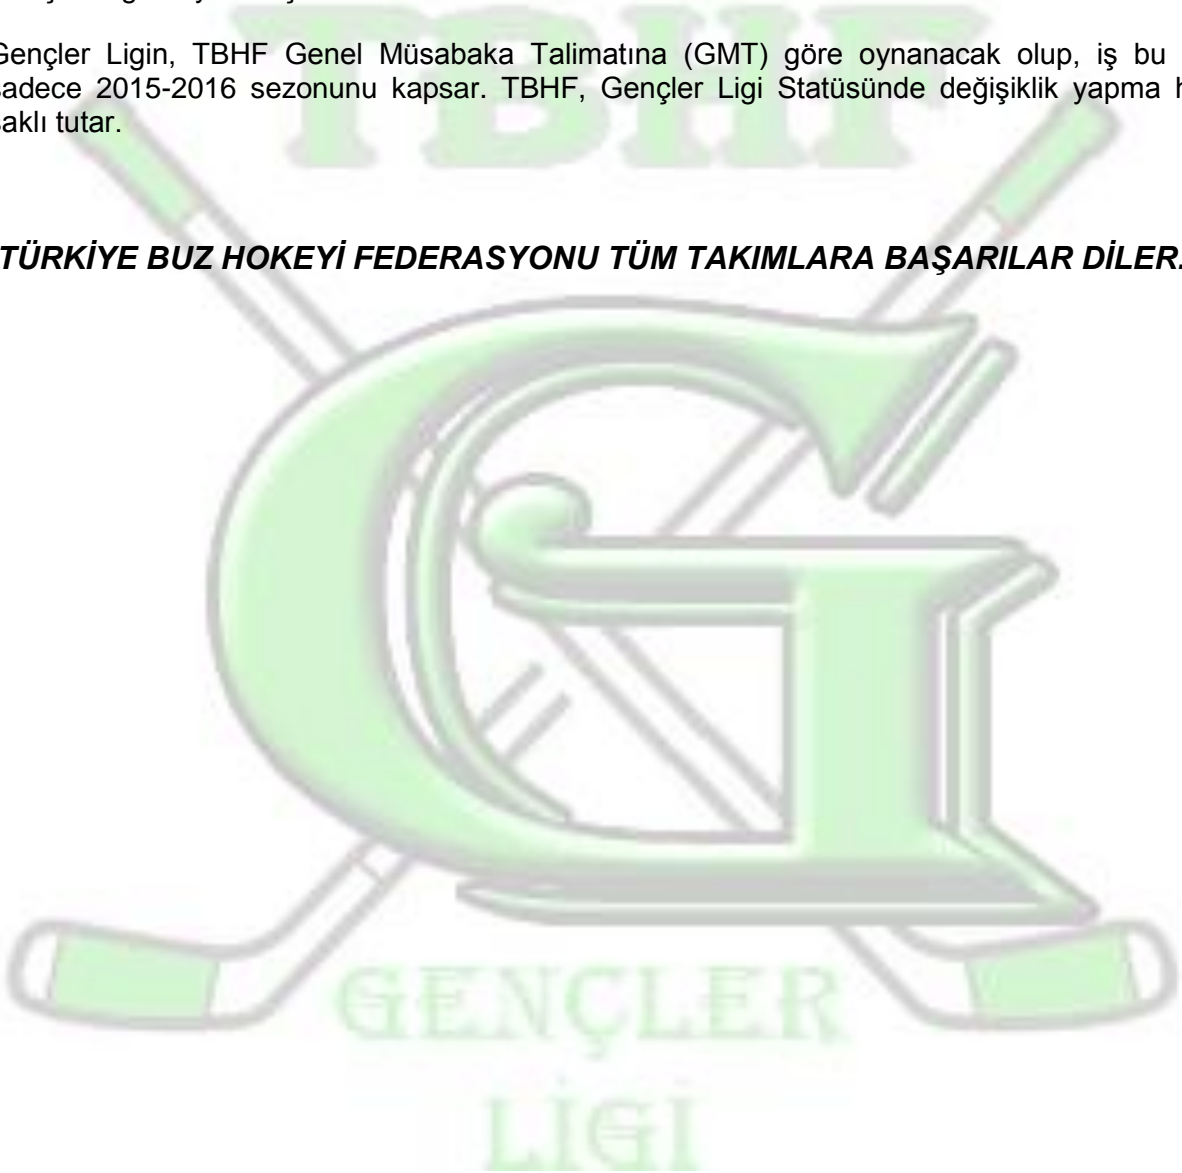 TBHF
Gençler Ligin, TBHF Genel Müsabaka Talimatına (GMT) göre oynanacak olup, iş bu
sadece 2015-2016 sezonunu kapsar. TBHF, Gençler Ligi Statüsünde değişiklik yapma
saklı tutar.
TÜRKİYE BUZ HOKEYİ FEDERASYONU TÜM TAKIMLARA BAŞARILAR DİLER.
G
GENÇLER
LİGİ